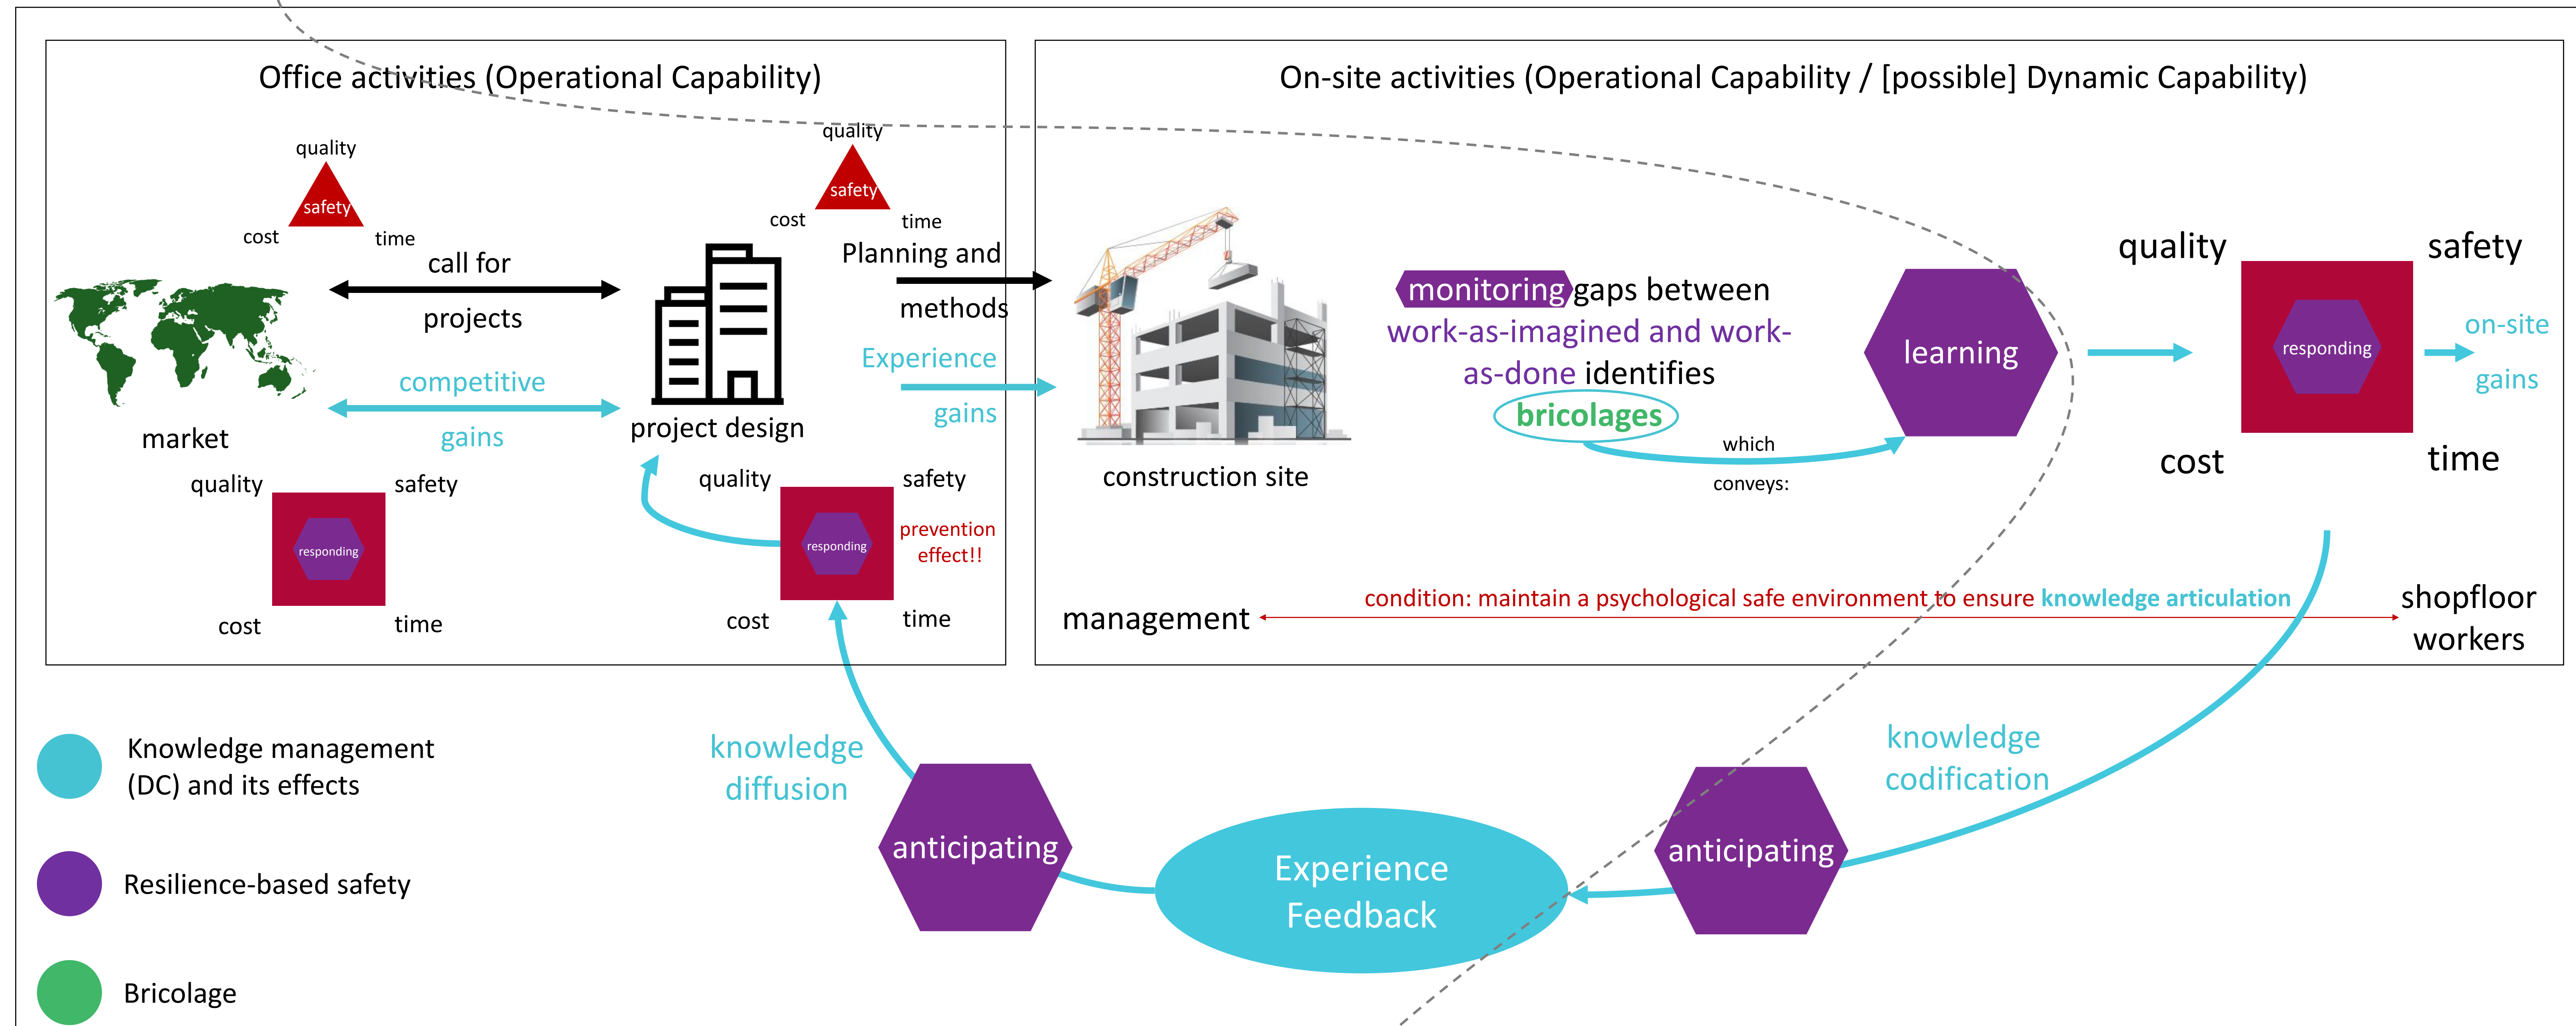 Office activities (Operational Capability)
quality
safety
cost
time
quality
safety
cost
time
call for
projects
Planning and
methods
competitive
gains
Experience
gains
market
project design
quality
safety
responding
cost
time
quality
safety
responding
prevention
effect!!
cost
time
On-site activities (Operational Capability / [possible] Dynamic Capability)
construction site
monitoring gaps between
work-as-imagined and work-
as-done identifies
bricolages
which
conveys:
learning
quality
safety
responding
cost
time
on-site
gains
management
condition: maintain a psychological safe environment to ensure knowledge articulation
shopfloor
workers
knowledge
diffusion
anticipating
Experience
Feedback
anticipating
knowledge
codification
Knowledge management
(DC) and its effects
Resilience-based safety
Bricolage